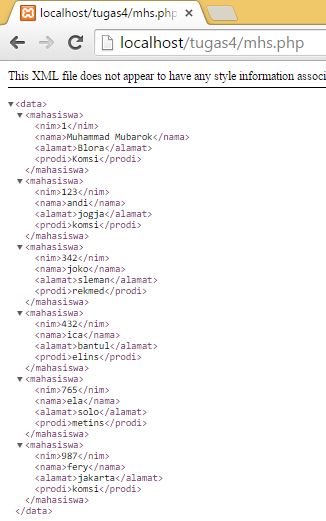 localhost/tugas4/mhs.php
localhost/tugas4/mhs.php
This XML file does not appear to have any style information
<data>
<mahasiswa>
<nim>1</nim>
<nama>Muhammad Mubarok</nama>
<alamat>Blora</alamat>
<prodi>Komsi</prodi>
</mahasiswa>
<mahasiswa>
<nim>123</nim>
<nama>andi</nama>
<alamat>jogja</alamat>
<prodi>komsi</prodi>
</mahasiswa>
<mahasiswa>
<nim>342</nim>
<nama>joko</nama>
<alamat>sleman</alamat>
<prodi>rekmed</prodi>
</mahasiswa>
<mahasiswa>
<nim>432</nim>
<nama>ica</nama>
<alamat>bantul</alamat>
<prodi>elins</prodi>
</mahasiswa>
<mahasiswa>
<nim>765</nim>
<nama>ela</nama>
<alamat>solo</alamat>
<prodi>metins</prodi>
</mahasiswa>
<mahasiswa>
<nim>987</nim>
<nama>fery</nama>
<alamat>jakarta</alamat>
<prodi>komsi</prodi>
</mahasiswa>
</data>